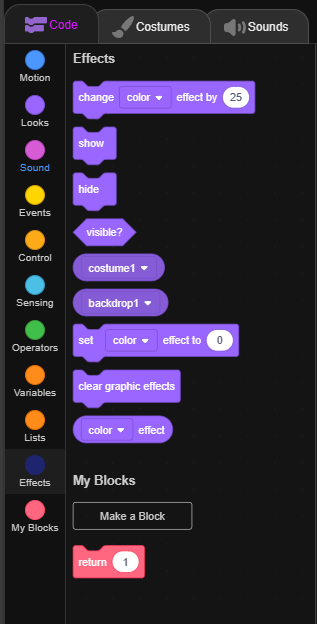 Code Costumes Sounds
Effects
Motion
change color effect by 25
Looks
show
Sound
hide
Events
visible?
Control
costume1
Sensing
backdrop1
Operators
set color effect to 0
Variables
clear graphic effects
Lists
color effect
Effects
My Blocks
My Blocks
Make a Block
return 1